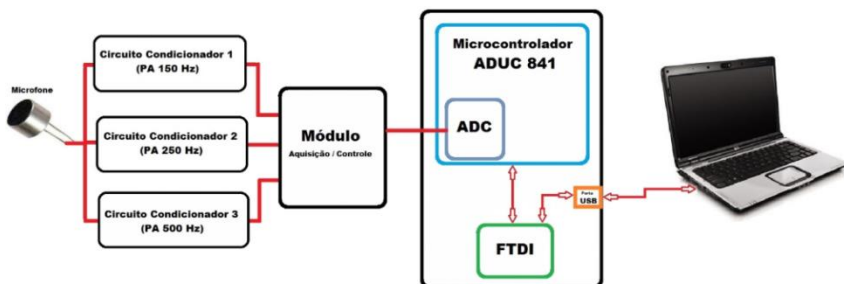 Microfone
Circuito Condicionador 1
(PA 150 Hz)
Circuito Condicionador 2
(PA 250 Hz)
Circuito Condicionador 3
(PA 500 Hz)
Módulo
Aquisição / Controle
Microcontrolador
ADUC 841
ADC
FTDI
Porta
USB